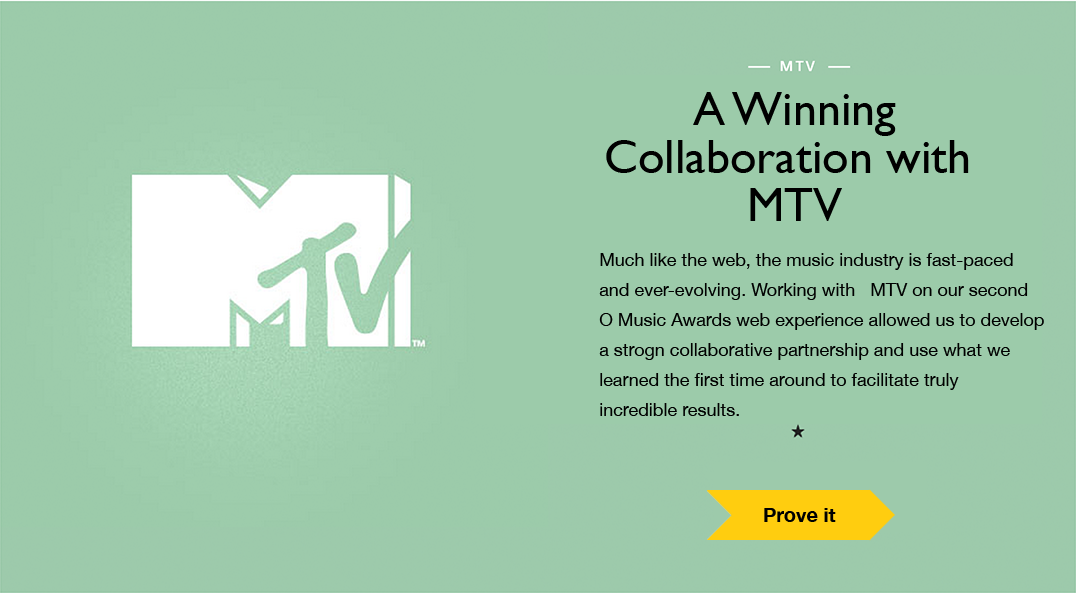 MTV
TM
— MTV —
A Winning
Collaboration with
MTV
Much like the web, the music industry is fast-paced
and ever-evolving. Working with   MTV on our second
O Music Awards web experience allowed us to develop
a strogn collaborative partnership and use what we
learned the first time around to facilitate truly
incredible results.
★
Prove it